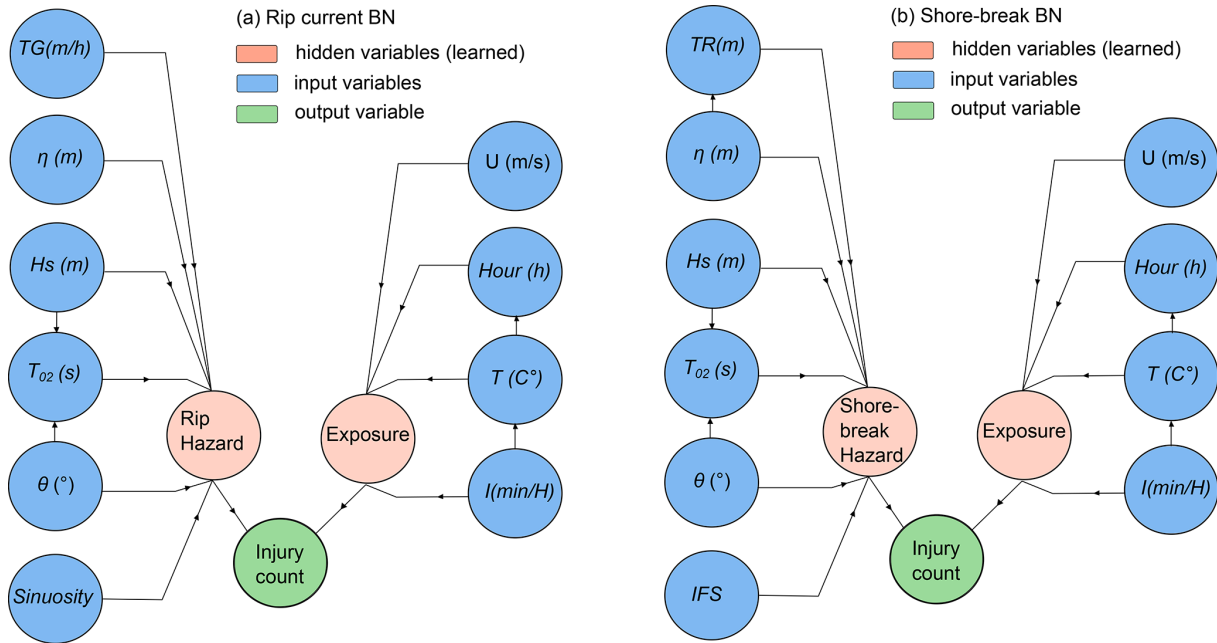 (a) Rip current BN
hidden variables (learned)
input variables
output variable
TG(m/h)
η (m)
Hs (m)
T02 (s)
θ (°)
Sinuosity
Rip
Hazard
Exposure
Injury
count
U (m/s)
Hour (h)
T (C°)
I(min/H)
(b) Shore-break BN
hidden variables (learned)
input variables
output variable
TR(m)
η (m)
Hs (m)
T02 (s)
θ (°)
IFS
Shore-
break
Hazard
Exposure
Injury
count
U (m/s)
Hour (h)
T (C°)
I(min/H)